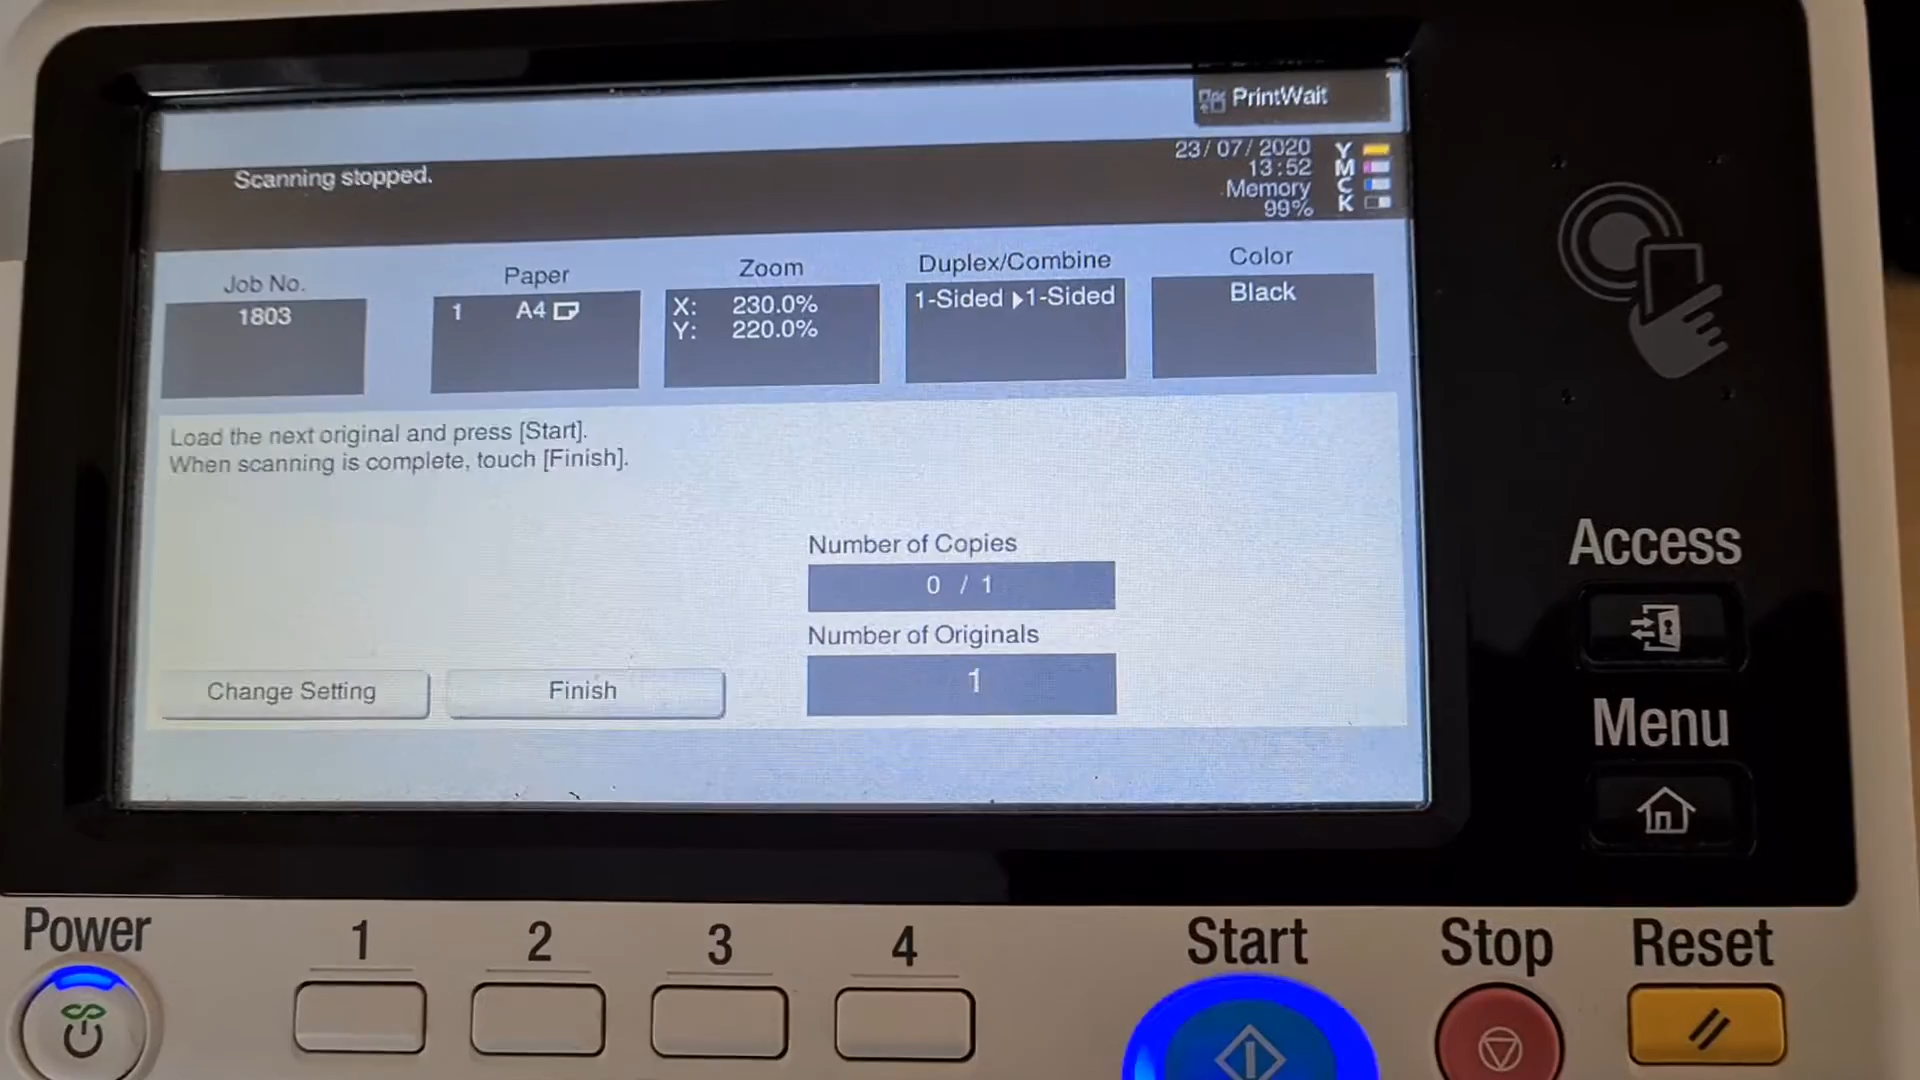 PrintWait
Scanning stopped.
23/07/2020
13:52
Memory
99%
Y
M
C
K
Job No.
1803
Paper
1 A4
Zoom
X: 230.0%
Y: 220.0%
Duplex/Combine
1-Sided ▶1-Sided
Color
Black
Load the next original and press [Start].
When scanning is complete, touch [Finish].
Number of Copies
0 / 1
Number of Originals
1
Change Setting
Finish
Access
Menu
Power
1
2
3
4
Start
Stop
Reset